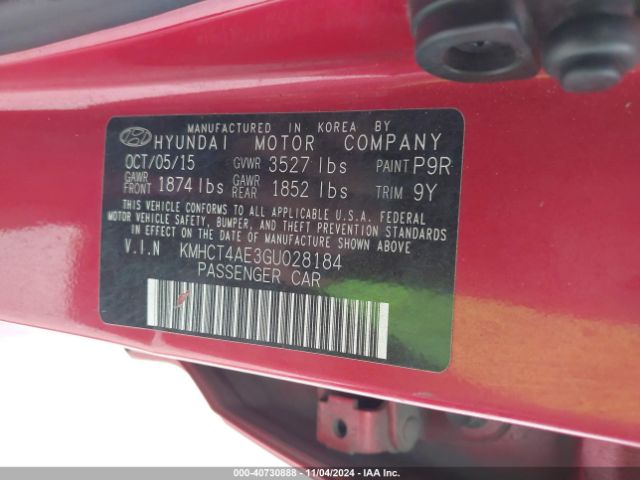 MANUFACTURED IN KOREA BY
HYUNDAI MOTOR COMPANY
OCT/05/15 GVWR 3527 lbs PAINT P9R
GAWR FRONT 1874 lbs GAWR REAR 1852 lbs TRIM 9Y
THIS VEHICLE CONFORMS TO ALL APPLICABLE U.S.A. FEDERAL
MOTOR VEHICLE SAFETY, BUMPER, AND THEFT PREVENTION STANDARDS
IN EFFECT ON THE DATE OF MANUFACTURE SHOWN ABOVE
V.I.N KMHCT4AE3GU028184
PASSENGER CAR
000-40730888 - 11/04/2024 - IAA Inc.